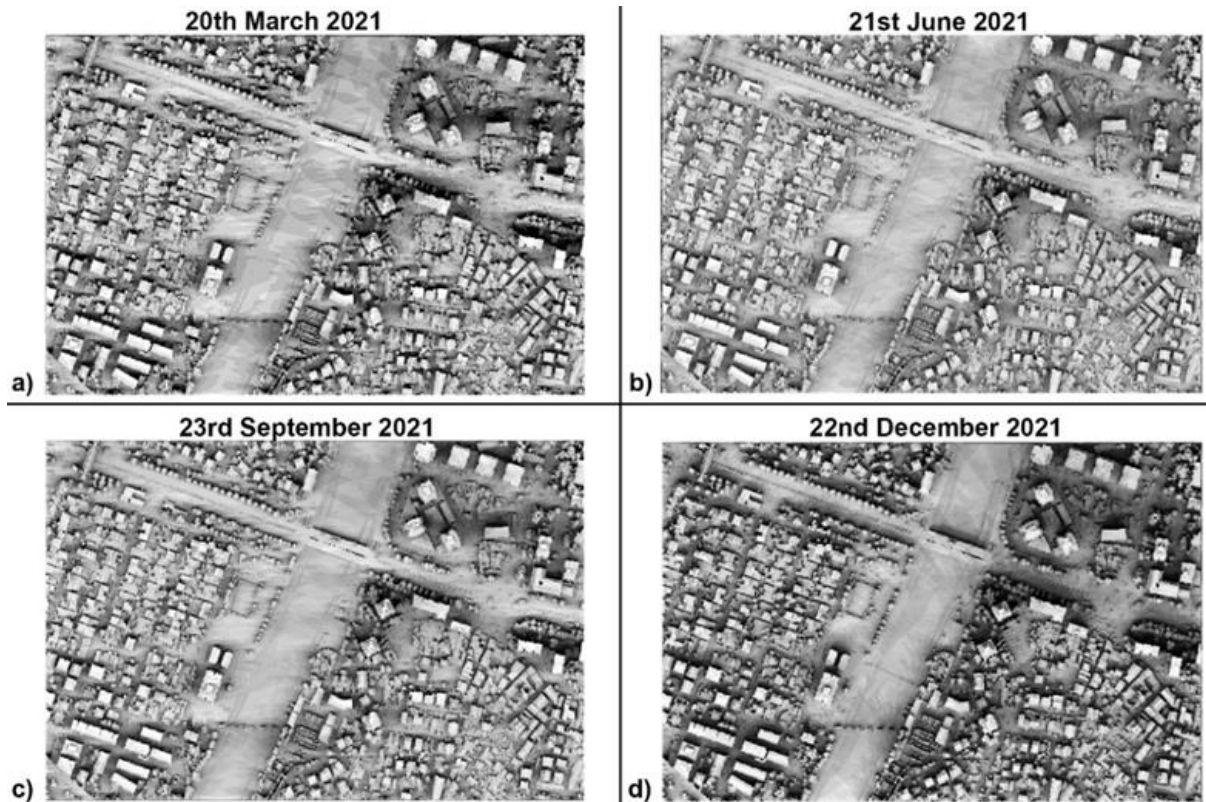 20th March 2021
21st June 2021
a)
b)
23rd September 2021
22nd December 2021
c)
d)